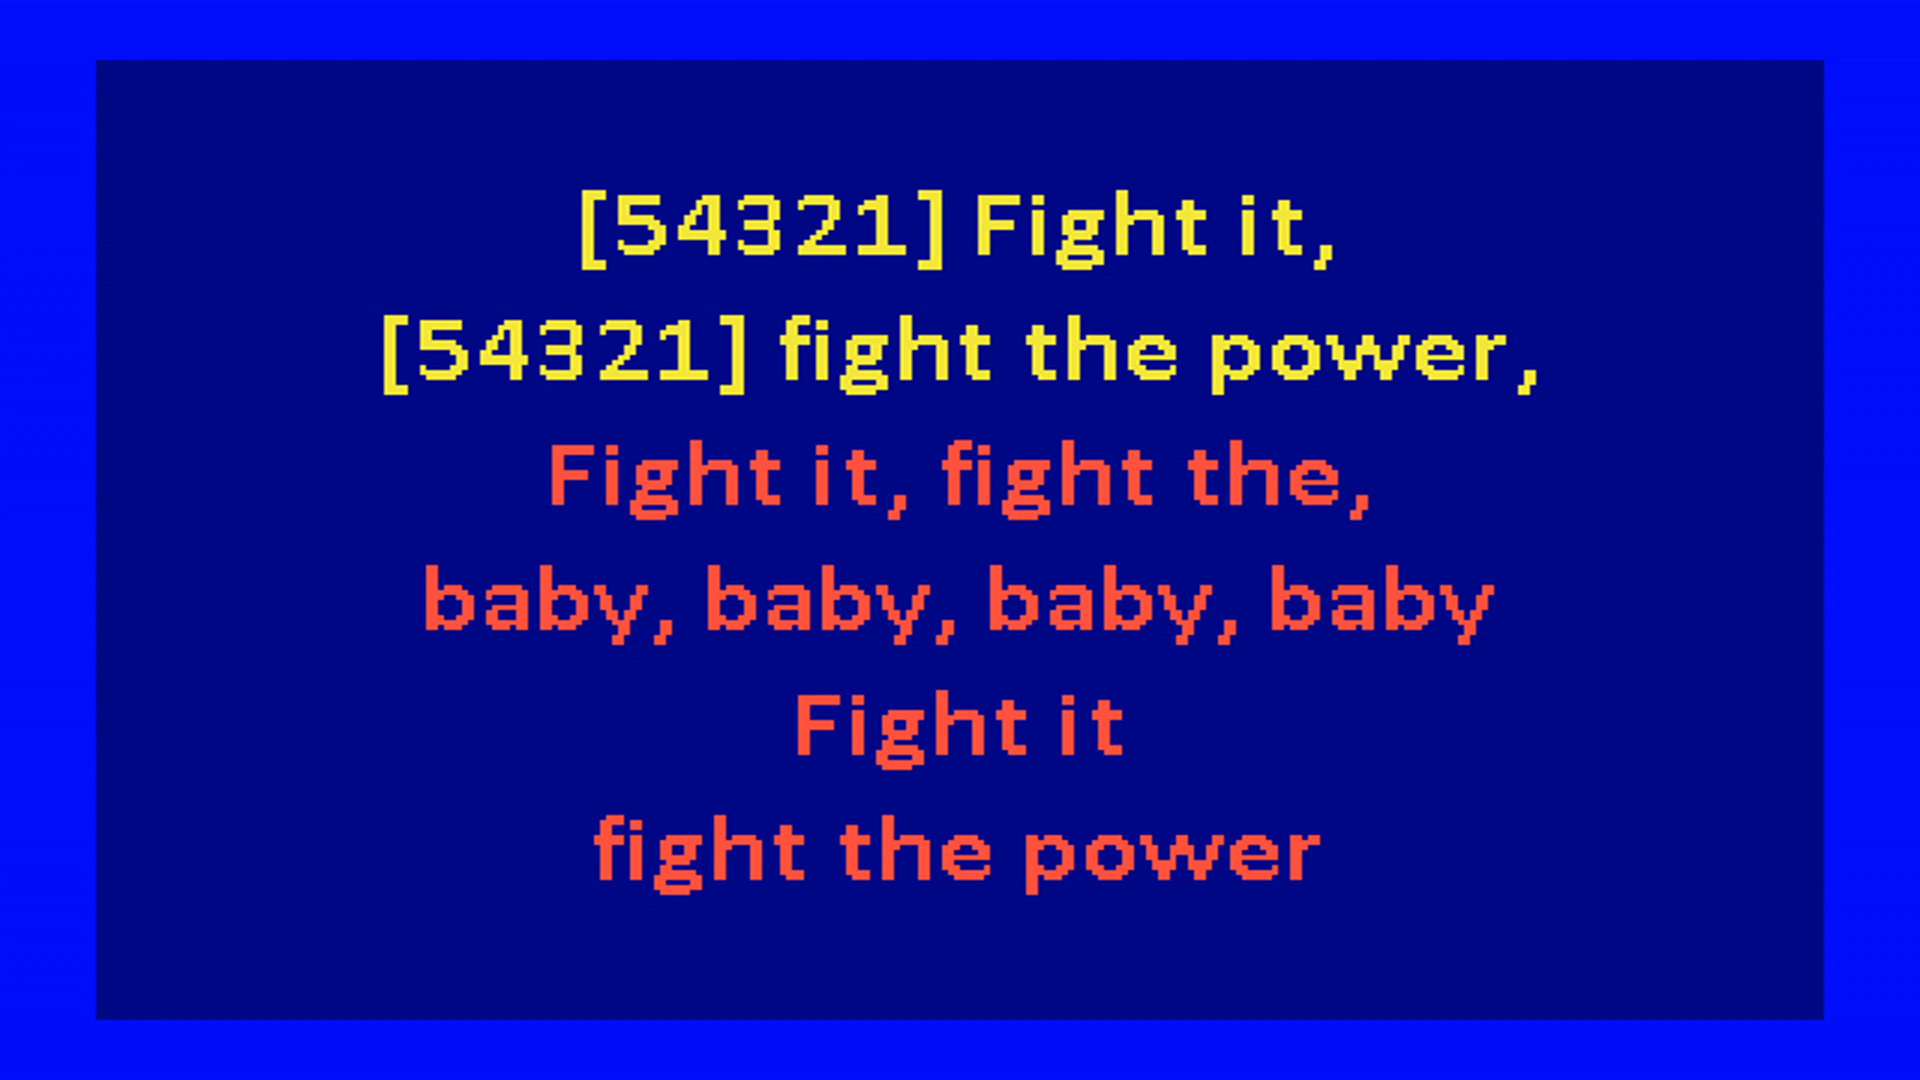 [54321] Fight it,
[54321] fight the power,
Fight it, fight the,
baby, baby, baby, baby
Fight it
fight the power